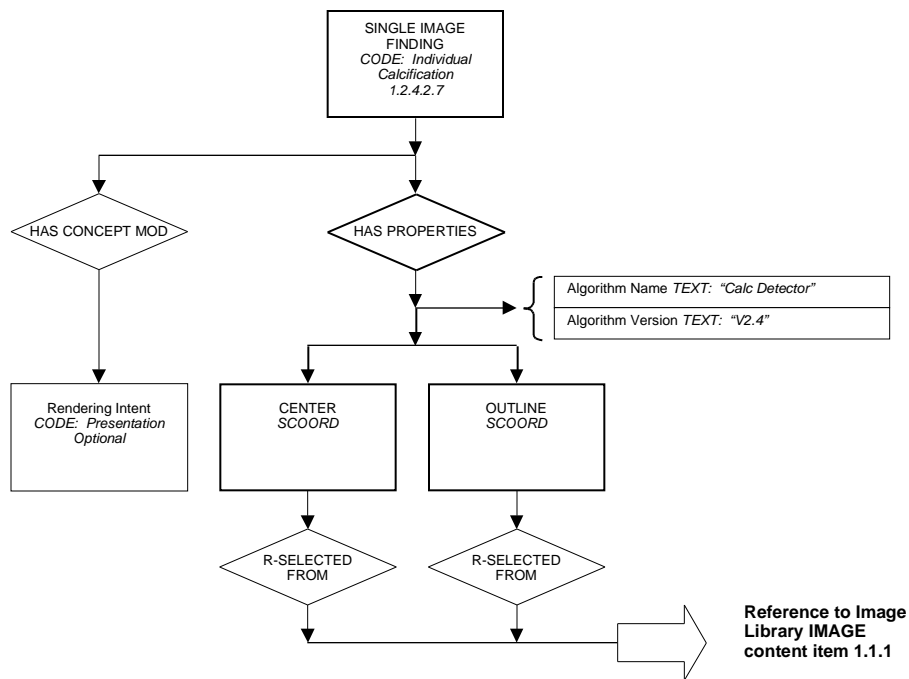 SINGLE IMAGE
FINDING
CODE: Individual
Calcification
1.2.4.2.7
HAS CONCEPT MOD
HAS PROPERTIES
Algorithm Name TEXT: “Calc Detector”
Algorithm Version TEXT: “V2.4”
Rendering Intent
CODE: Presentation
Optional
CENTER
SCOORD
OUTLINE
SCOORD
R-SELECTED
FROM
R-SELECTED
FROM
Reference to Image
Library IMAGE
content item 1.1.1